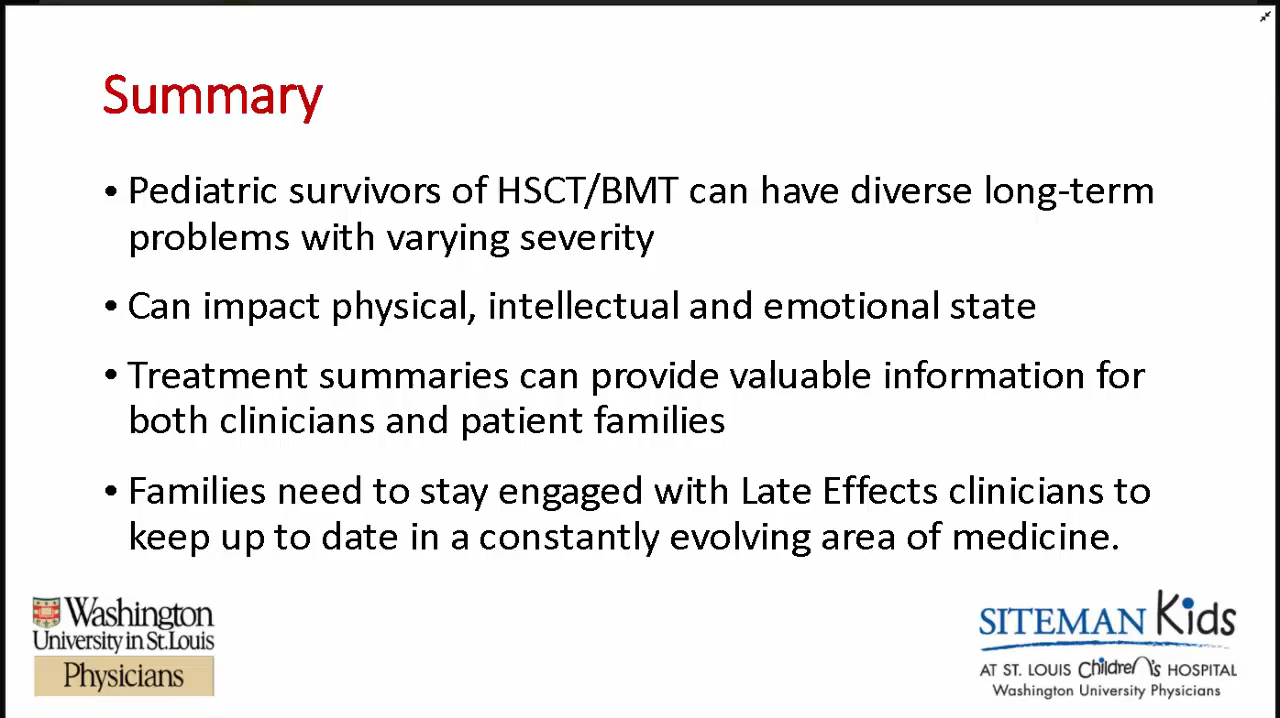 Summary
• Pediatric survivors of HSCT/BMT can have diverse long-term
problems with varying severity
• Can impact physical, intellectual and emotional state
• Treatment summaries can provide valuable information for
both clinicians and patient families
• Families need to stay engaged with Late Effects clinicians to
keep up to date in a constantly evolving area of medicine.
Washington
University in St. Louis
Physicians
SITEMAN Kids
AT ST. LOUIS Children's HOSPITAL
Washington University Physicians